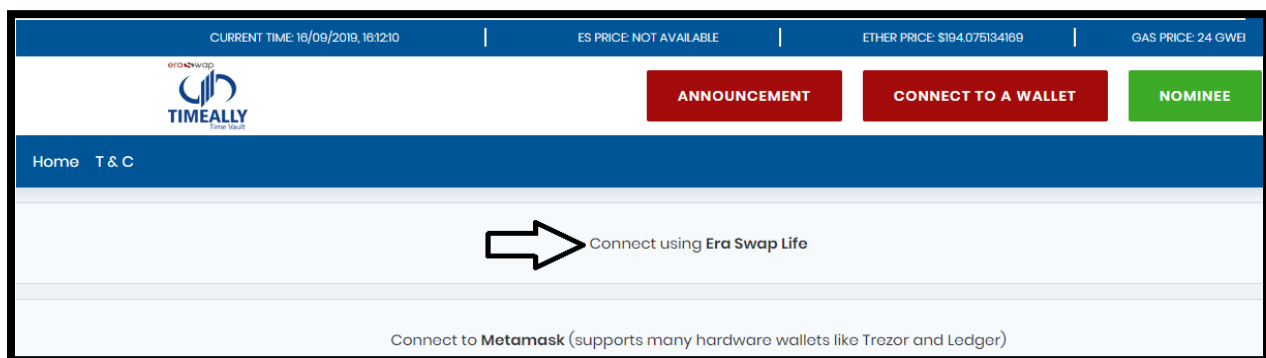 CURRENT TIME: 16/09/2019, 16:12:10 ES PRICE: NOT AVAILABLE ETHER PRICE: $194.075134169 GAS PRICE: 24 GWEI
eraswap
TIMEALLY
Time Vault
ANNOUNCEMENT CONNECT TO A WALLET NOMINEE
Home T & C
Connect using Era Swap Life
Connect to Metamask (supports many hardware wallets like Trezor and Ledger)